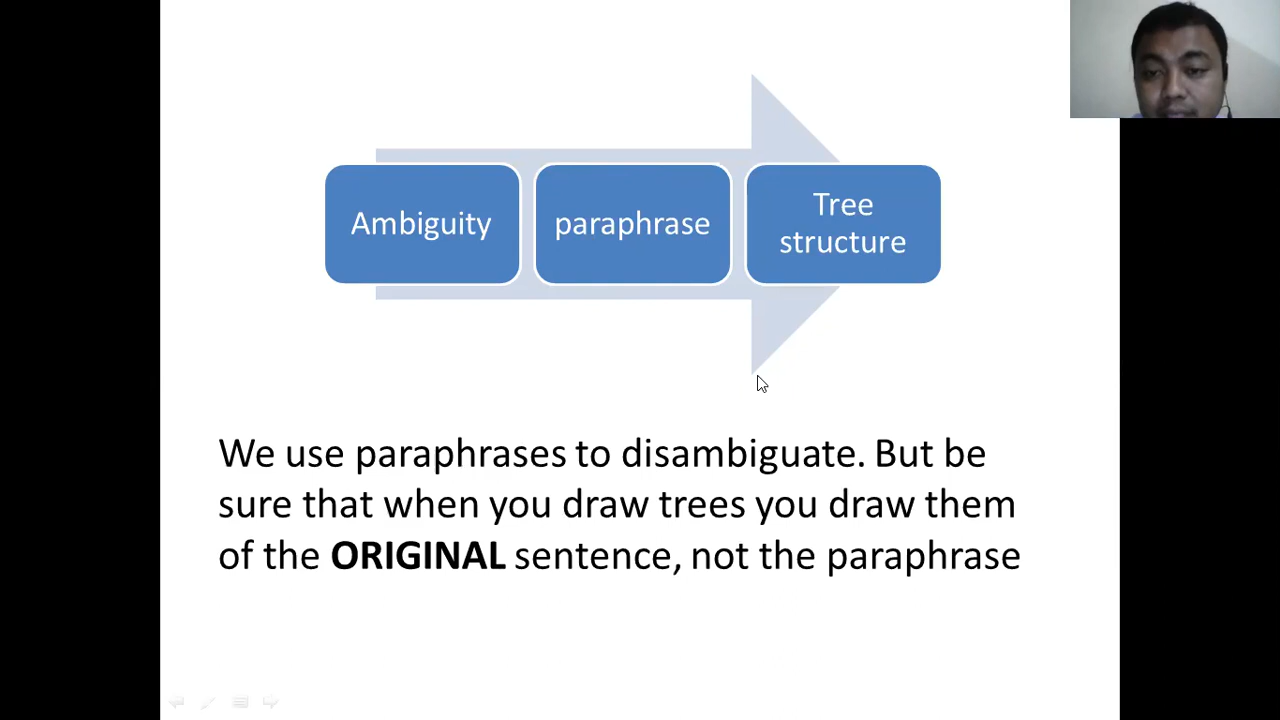 Ambiguity
paraphrase
Tree
structure
We use paraphrases to disambiguate. But be
sure that when you draw trees you draw them
of the ORIGINAL sentence, not the paraphrase